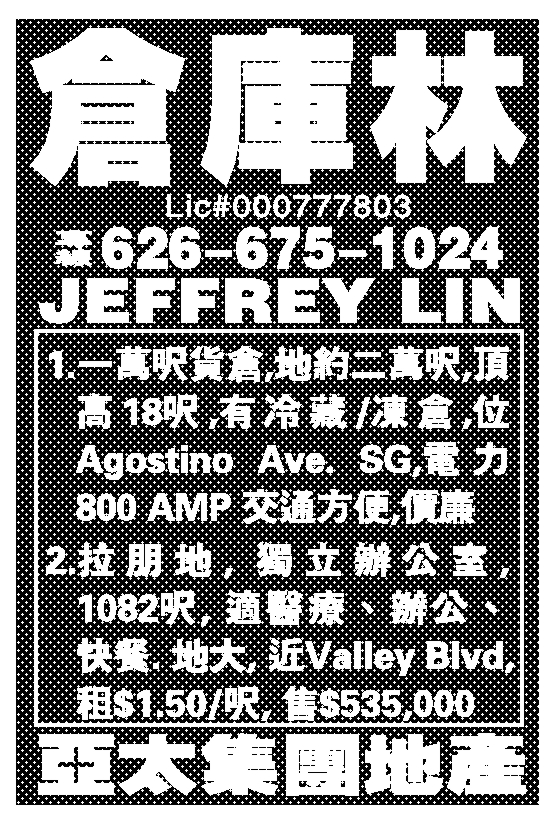 倉庫林
Lic#000777803
626-675-1024
JEFFREY LIN
1.一萬呎貨倉,地約二萬呎,頂
高18呎,有冷藏/凍倉,位
Agostino Ave. SG,電力
800 AMP 交通方便,價廉
2.拉朋地,獨立辦公室,
1082呎,適醫療、辦公、
快餐.地大,近Valley Blvd,
租$1.50/呎,售$535,000
亞太集團地產